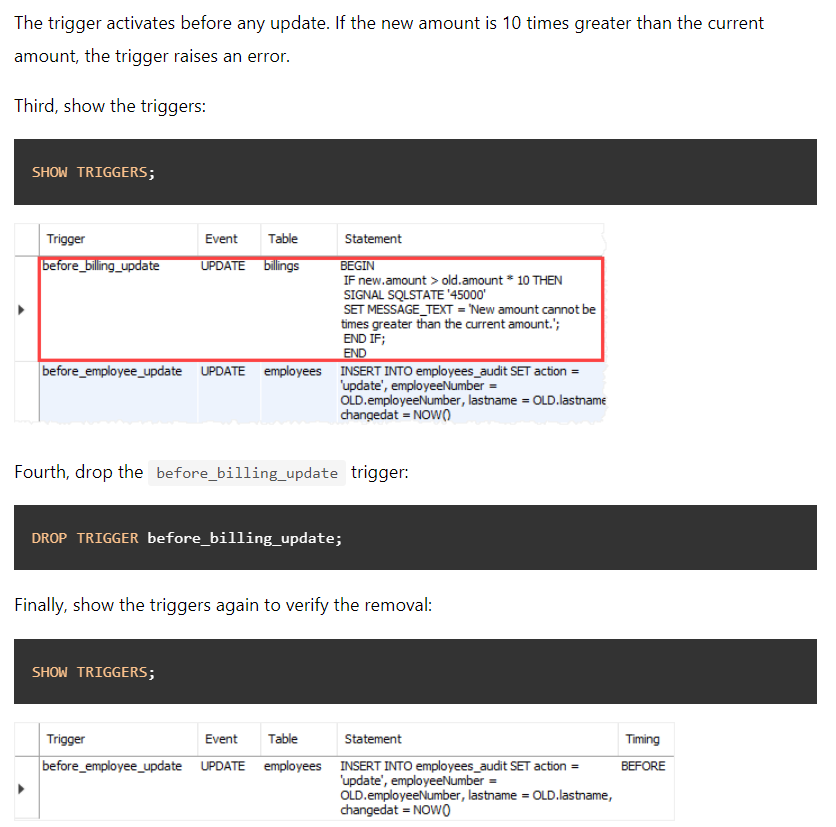 The trigger activates before any update. If the new amount is 10 times greater than the current
amount, the trigger raises an error.
Third, show the triggers:
SHOW TRIGGERS;
Trigger Event Table Statement
before_billing_update UPDATE billings BEGIN
IF new.amount > old.amount * 10 THEN
SIGNAL SQLSTATE '45000'
SET MESSAGE_TEXT = 'New amount cannot be
times greater than the current amount.';
END IF;
END
before_employee_update UPDATE employees INSERT INTO employees_audit SET action =
'update', employeeNumber =
OLD.employeeNumber, lastname = OLD.lastname
changedat = NOW()
Fourth, drop the before_billing_update trigger:
DROP TRIGGER before_billing_update;
Finally, show the triggers again to verify the removal:
SHOW TRIGGERS;
Trigger Event Table Statement Timing
before_employee_update UPDATE employees INSERT INTO employees_audit SET action = BEFORE
'update', employeeNumber =
OLD.employeeNumber, lastname = OLD.lastname,
changedat = NOW()